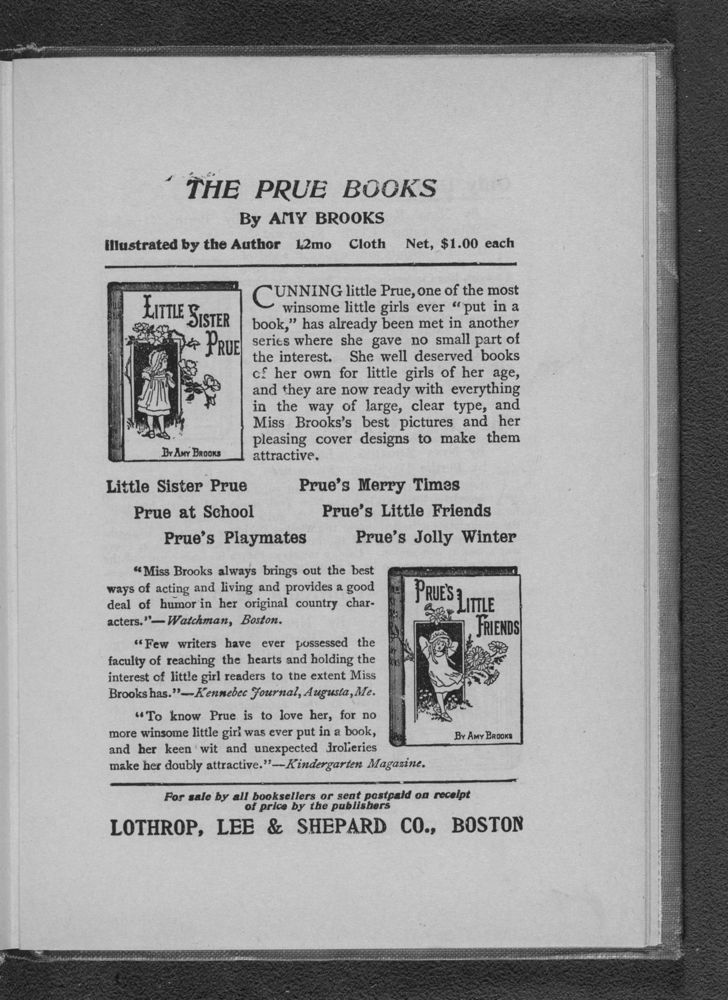 THE PRUE BOOKS
By AMY BROOKS
Illustrated by the Author 12mo Cloth Net, $1.00 each
LITTLE SISTER PRUE
By AMY BROOKS
CUNNING little Prue, one of the most
winsome little girls ever "put in a
book," has already been met in another
series where she gave no small part of
the interest. She well deserved books
of her own for little girls of her age,
and they are now ready with everything
in the way of large, clear type, and
Miss Brooks's best pictures and her
pleasing cover designs to make them
attractive.
Little Sister Prue Prue's Merry Times
Prue at School Prue's Little Friends
Prue's Playmates Prue's Jolly Winter
"Miss Brooks always brings out the best
ways of acting and living and provides a good
deal of humor in her original country char-
acters."—Watchman, Boston.
"Few writers have ever possessed the
faculty of reaching the hearts and holding the
interest of little girl readers to the extent Miss
Brooks has."—Kennebec Journal, Augusta, Me.
"To know Prue is to love her, for no
more winsome little girl was ever put in a book,
and her keen wit and unexpected drolleries
make her doubly attractive."—Kindergarten Magazine.
PRUE'S LITTLE FRIENDS
By AMY BROOKS
For sale by all booksellers or sent postpaid on receipt
of price by the publishers
LOTHROP, LEE & SHEPARD CO., BOSTON